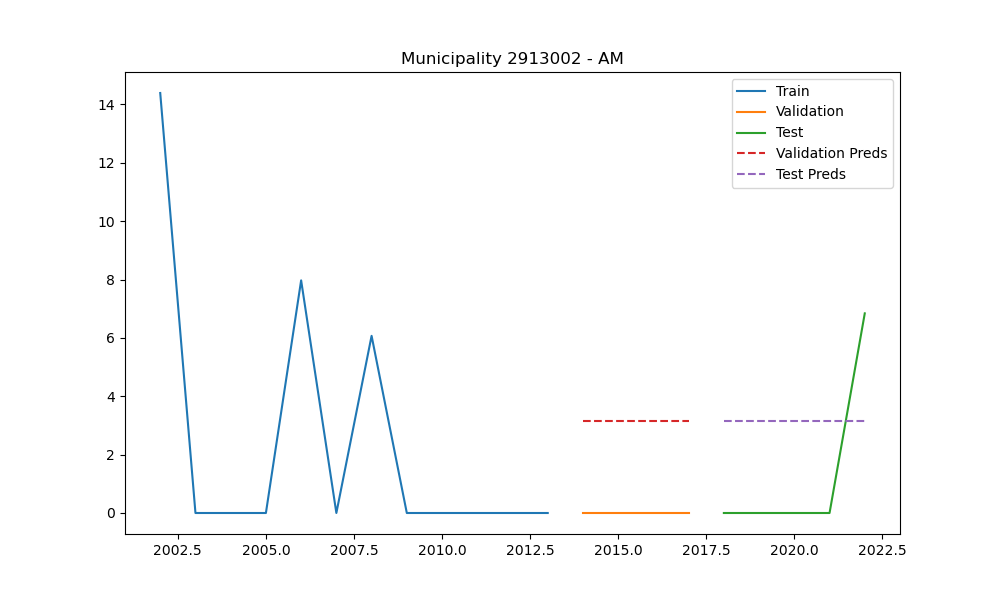 Municipality 2913002 - AM
Train
Validation
Test
Validation Preds
Test Preds
14
12
10
8
6
4
2
0
2002.5 2005.0 2007.5 2010.0 2012.5 2015.0 2017.5 2020.0 2022.5